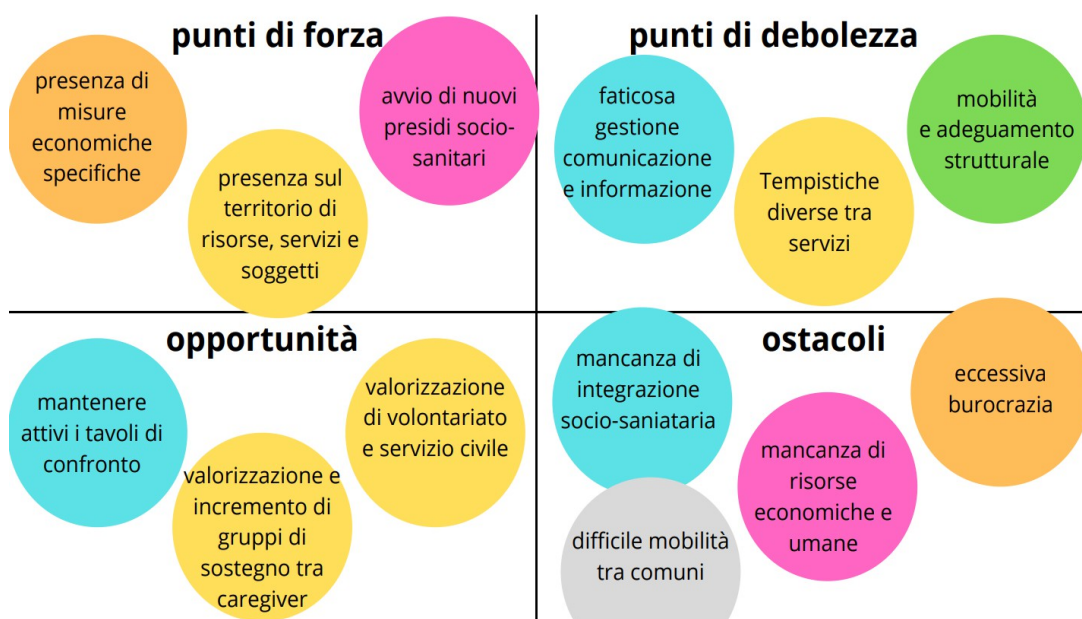 punti di forza
presenza di
misure
economiche
specifiche
presenza sul
territorio di
risorse, servizi e
soggetti
avvio di nuovi
presidi socio-
sanitari
punti di debolezza
faticosa
gestione
comunicazione
e informazione
Tempistiche
diverse tra
servizi
mobilità
e adeguamento
strutturale
opportunità
mantenere
attivi i tavoli di
confronto
valorizzazione e
incremento di
gruppi di
sostegno tra
caregiver
valorizzazione
di volontariato
e servizio civile
ostacoli
mancanza di
integrazione
socio-saniataria
difficile mobilità
tra comuni
mancanza di
risorse
economiche e
umane
eccessiva
burocrazia